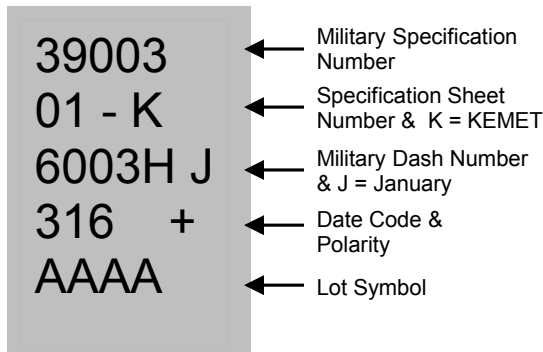 39003
Military Specification
Number
01 - K
Specification Sheet
Number & K = KEMET
6003H J
Military Dash Number
& J = January
316 +
Date Code &
Polarity
AAAA
Lot Symbol